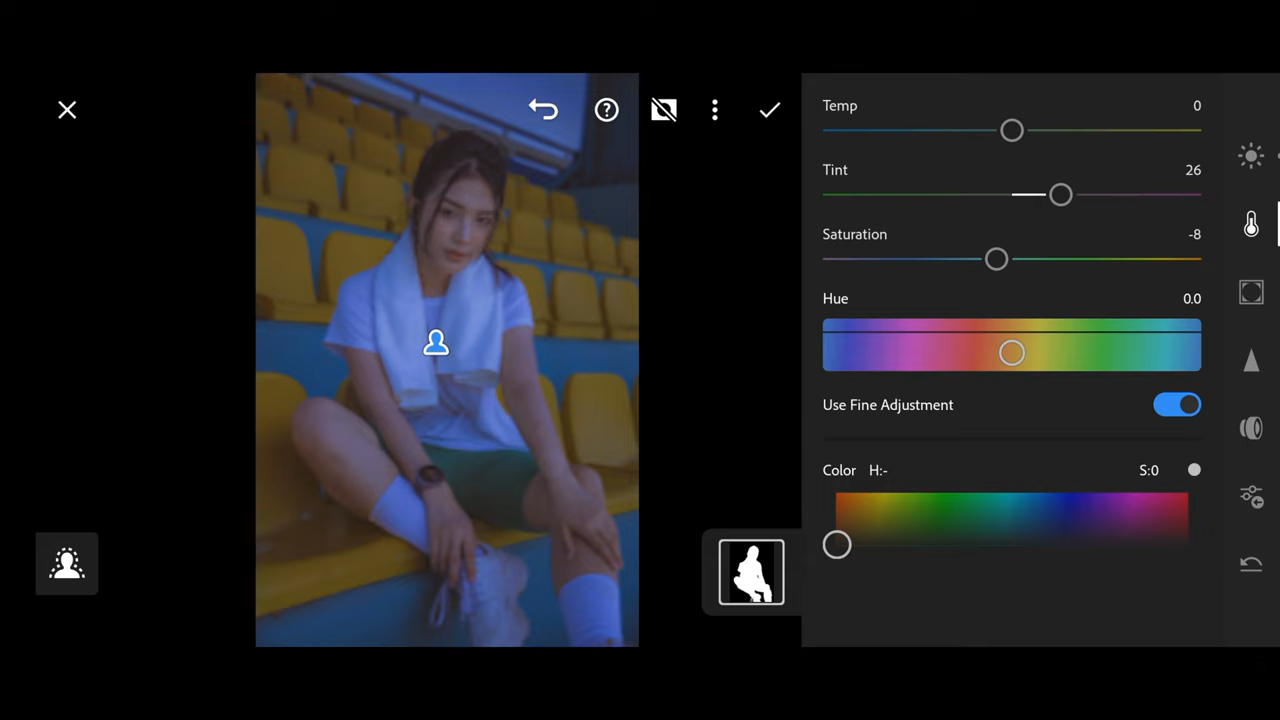 Temp 0
Tint 26
Saturation -8
Hue 0.0
Use Fine Adjustment
Color H:- S:0